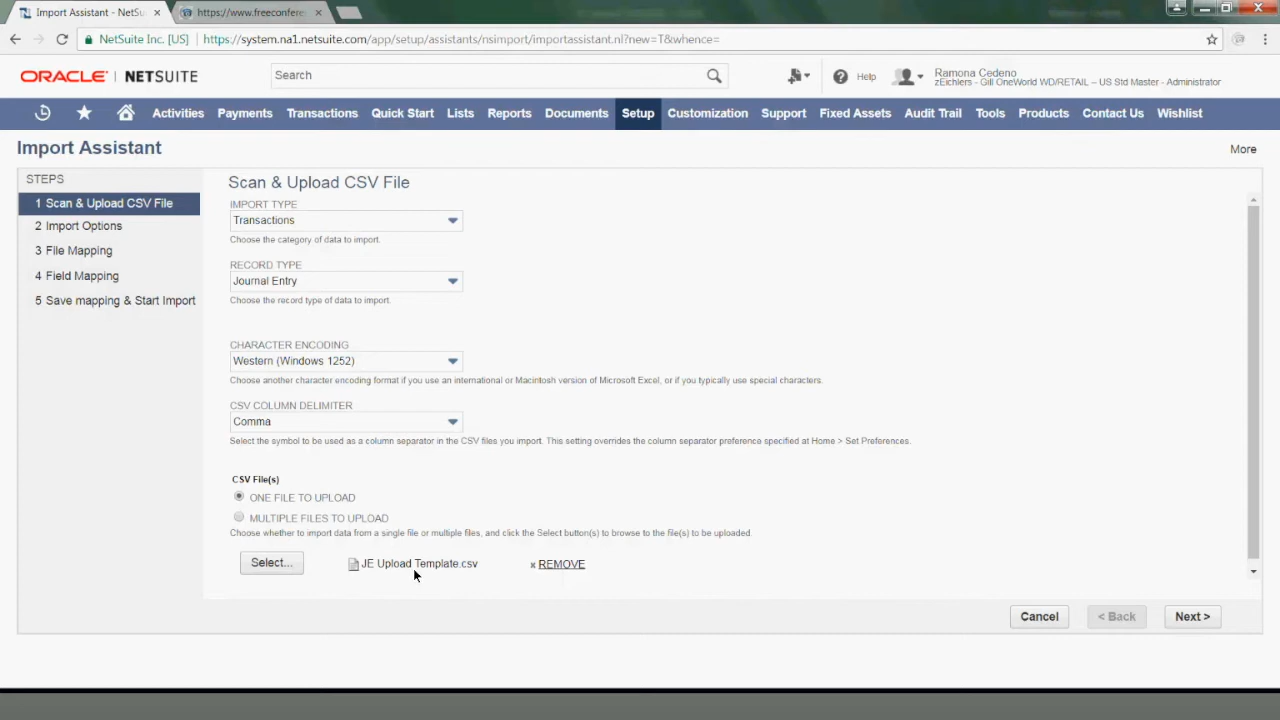 Import Assistant - NetSu
https://www.freeconfere
NetSuite Inc. [US]
https://system.na1.netsuite.com/app/setup/assistants/nsimport/importassistant.nl?new=T&whence=
ORACLE | NETSUITE
Search
Help
Ramona Cedeno
zEichlers - Gill OneWorld WD/RETAIL – US Std Master - Administrator
Activities Payments Transactions Quick Start Lists Reports Documents Setup Customization Support Fixed Assets Audit Trail Tools Products Contact Us Wishlist
Import Assistant
More
STEPS
1 Scan & Upload CSV File
2 Import Options
3 File Mapping
4 Field Mapping
5 Save mapping & Start Import
Scan & Upload CSV File
IMPORT TYPE
Transactions
Choose the category of data to import.
RECORD TYPE
Journal Entry
Choose the record type of data to import.
CHARACTER ENCODING
Western (Windows 1252)
Choose another character encoding format if you use an international or Macintosh version of Microsoft Excel, or if you typically use special characters.
CSV COLUMN DELIMITER
Comma
Select the symbol to be used as a column separator in the CSV files you import. This setting overrides the column separator preference specified at Home > Set Preferences.
CSV File(s)
ONE FILE TO UPLOAD
MULTIPLE FILES TO UPLOAD
Choose whether to import data from a single file or multiple files, and click the Select button(s) to browse to the file(s) to be uploaded.
Select...
JE Upload Template.csv
x REMOVE
Cancel
< Back
Next >